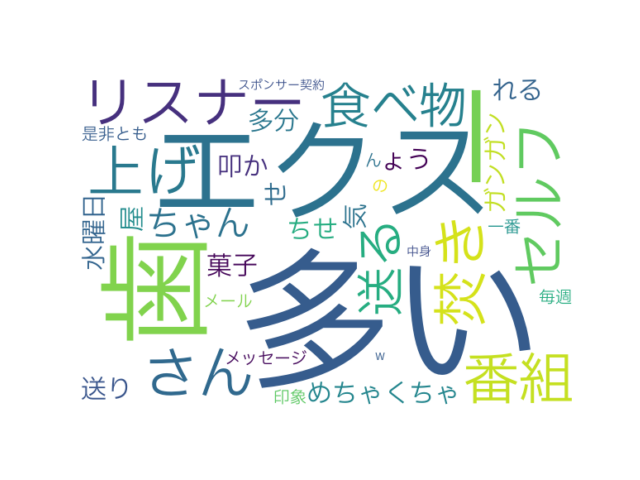 スポンサー契約
リスナー
食べ物
れる
是非とも
多分
エクス
ガンガン
上げ
叩か
ん
ょう
セルフ
せ
の
水曜日
屋
ちゃん
ちせ
気
一番
歯
菓子
多い
送る
中身
焚き
メール
毎週
さん
メッセージ
w
番組
送り
印象
めちゃくちゃ